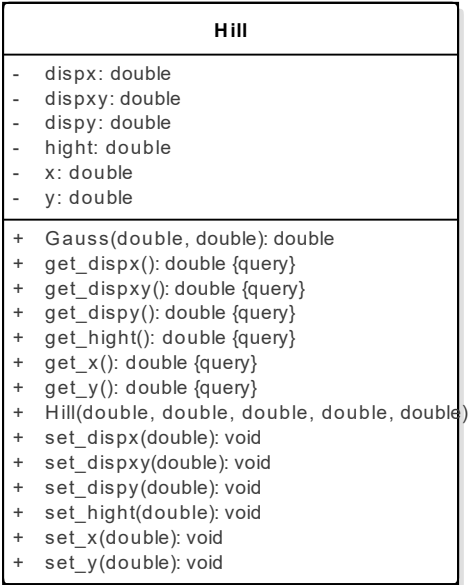 Hill
- dispx: double
- dispxy: double
- dispy: double
- hight: double
- x: double
- y: double
+ Gauss(double, double): double
+ get_dispx(): double {query}
+ get_dispxy(): double {query}
+ get_dispy(): double {query}
+ get_hight(): double {query}
+ get_x(): double {query}
+ get_y(): double {query}
+ Hill(double, double, double, double, double)
+ set_dispx(double): void
+ set_dispxy(double): void
+ set_dispy(double): void
+ set_hight(double): void
+ set_x(double): void
+ set_y(double): void